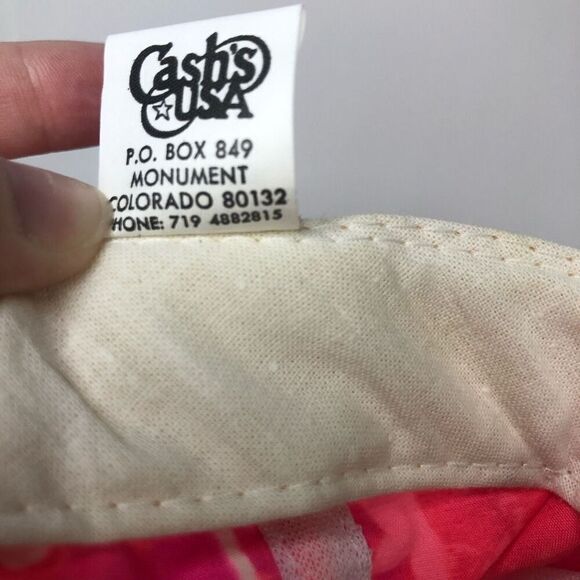 Cash's
USA
P.O. BOX 849
MONUMENT
COLORADO 80132
PHONE: 719 4882815